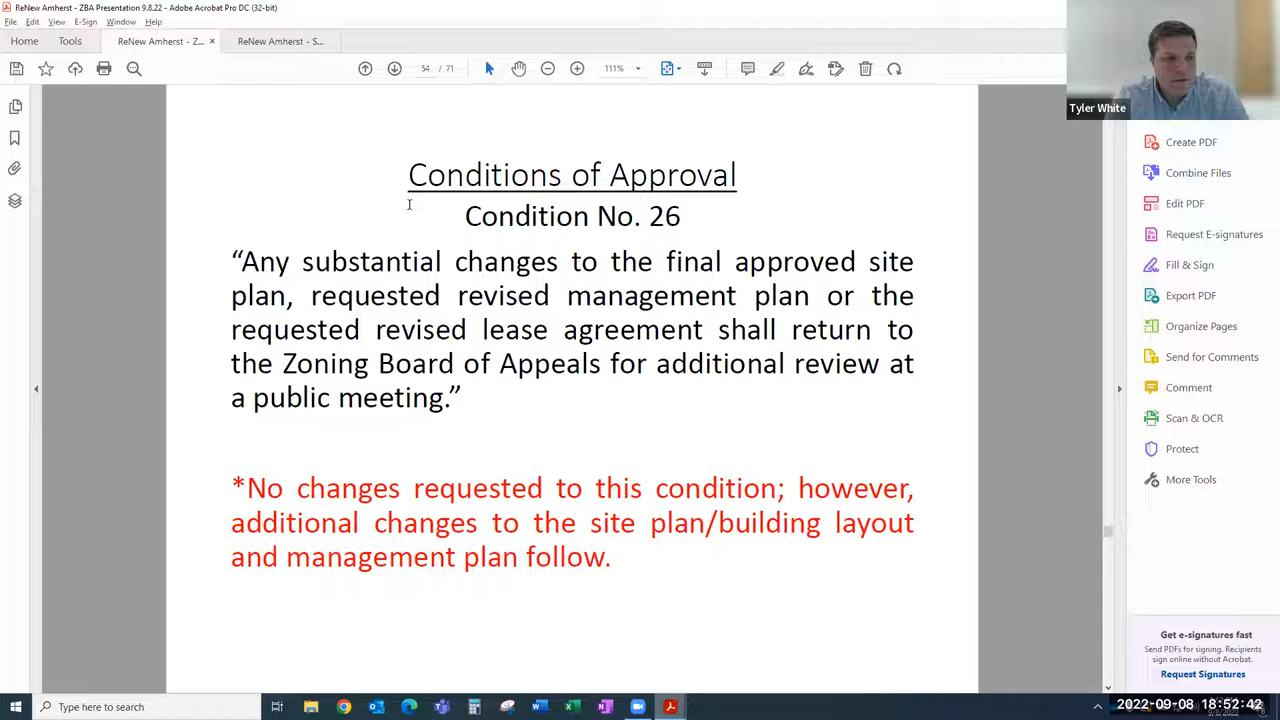 ReNew Amherst - ZBA Presentation 9.8.22 - Adobe Acrobat Pro DC (32-bit)
File Edit View E-Sign Window Help
Home Tools ReNew Amherst - Z... × ReNew Amherst - S...
54 / 71 111%
Tyler White
Conditions of Approval
Condition No. 26
“Any substantial changes to the final approved site
plan, requested revised management plan or the
requested revised lease agreement shall return to
the Zoning Board of Appeals for additional review at
a public meeting.”
*No changes requested to this condition; however,
additional changes to the site plan/building layout
and management plan follow.
Create PDF
Combine Files
Edit PDF
Request E-signatures
Fill & Sign
Export PDF
Organize Pages
Send for Comments
Comment
Scan & OCR
Protect
More Tools
Get e-signatures fast
Send PDFs for signing. Recipients
sign online without Acrobat.
Request Signatures
Type here to search
2022-09-08 18:52:42